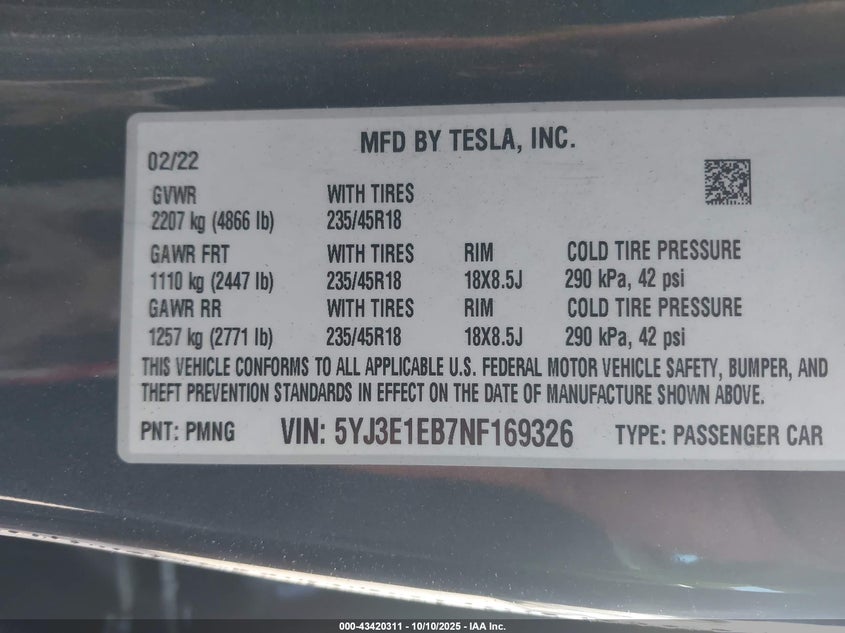 MFD BY TESLA, INC.
02/22
GVWR WITH TIRES
2207 kg (4866 lb) 235/45R18
GAWR FRT WITH TIRES RIM COLD TIRE PRESSURE
1110 kg (2447 lb) 235/45R18 18X8.5J 290 kPa, 42 psi
GAWR RR WITH TIRES RIM COLD TIRE PRESSURE
1257 kg (2771 lb) 235/45R18 18X8.5J 290 kPa, 42 psi
THIS VEHICLE CONFORMS TO ALL APPLICABLE U.S. FEDERAL MOTOR VEHICLE SAFETY, BUMPER, AND
THEFT PREVENTION STANDARDS IN EFFECT ON THE DATE OF MANUFACTURE SHOWN ABOVE.
PNT: PMNG VIN: 5YJ3E1EB7NF169326 TYPE: PASSENGER CAR
000-43420311 - 10/10/2025 - IAA Inc.